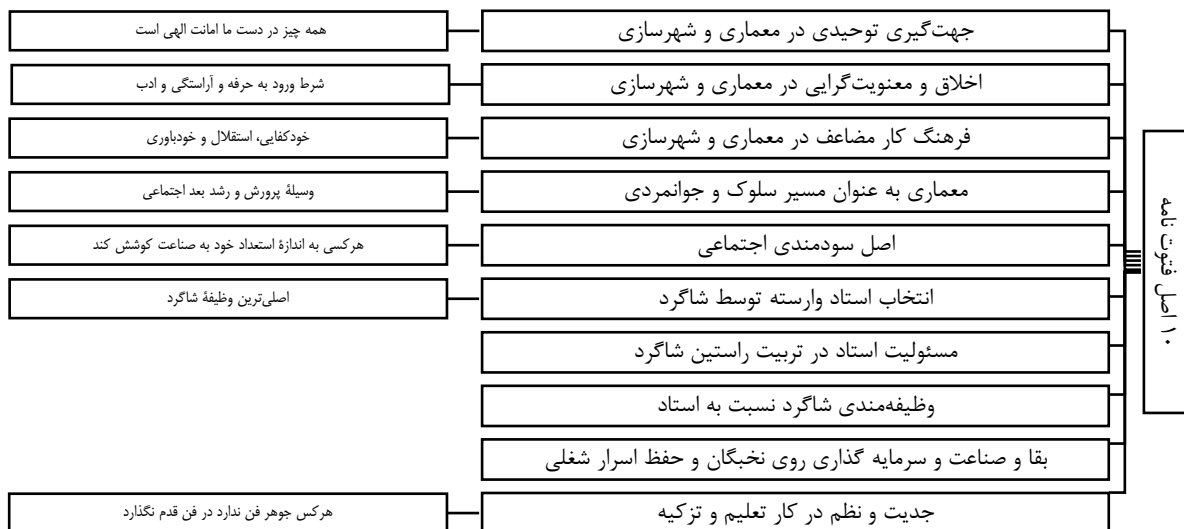 ۱۰ اصل فتوت نامه
جهت‌گیری توحیدی در معماری و شهرسازی
همه چیز در دست ما امانت الهی است
اخلاق و معنویت‌گرایی در معماری و شهرسازی
شرط ورود به حرفه و آراستگی و ادب
فرهنگ کار مضاعف در معماری و شهرسازی
خودکفایی، استقلال و خودباوری
معماری به عنوان مسیر سلوک و جوانمردی
وسیلهٔ پرورش و رشد بعد اجتماعی
اصل سودمندی اجتماعی
هرکسی به اندازهٔ استعداد خود به صناعت کوشش کند
انتخاب استاد وارسته توسط شاگرد
اصلی‌ترین وظیفهٔ شاگرد
مسئولیت استاد در تربیت راستین شاگرد
وظیفه‌مندی شاگرد نسبت به استاد
بقا و صناعت و سرمایه گذاری روی نخبگان و حفظ اسرار شغلی
جدیت و نظم در کار تعلیم و تزکیه
هرکس جوهر فن ندارد در فن قدم نگذارد